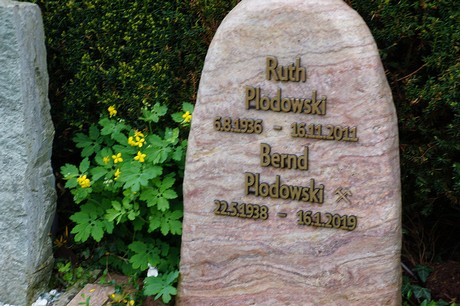 Ruth
Plodowski
6.8.1936 - 16.11.2011
Bernd
Plodowski
22.5.1938 - 16.1.2019